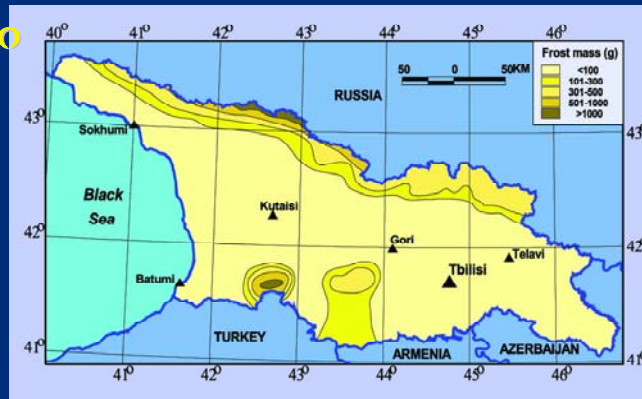 o
40° 41 42 43 44 45 46
Frost mass (g)
<100
101-300
301-500
501-1000
>1000
50 0 50KM
RUSSIA
43° 43
Sokhumi
Black
Sea
Kutaisi
42° 42
Gori
Telavi
Tbilisi
Batumi
TURKEY
ARMENIA
AZERBAIJAN
41° 41°
41° 42 43 44 45 46